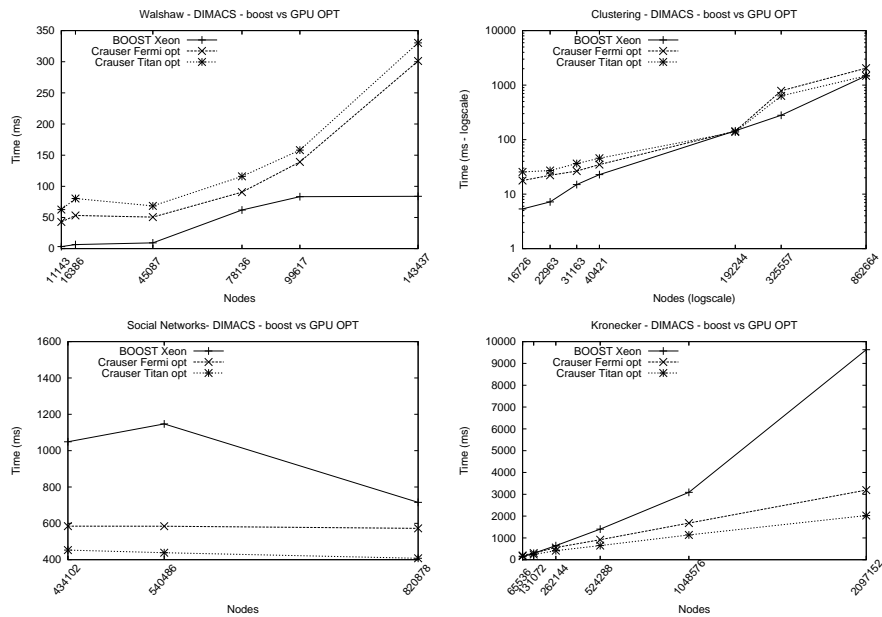 Walshaw - DIMACS - boost vs GPU OPT
BOOST Xeon
Crauser Fermi opt
Crauser Titan opt
350
300
250
200
150
100
50
0
Time (ms)
11143
16386
45087
78136
99617
143437
Nodes
Clustering - DIMACS - boost vs GPU OPT
BOOST Xeon
Crauser Fermi opt
Crauser Titan opt
10000
1000
100
10
1
Time (ms - logscale)
16726
22963
31163
40421
192244
325557
862664
Nodes (logscale)
Social Networks- DIMACS - boost vs GPU OPT
BOOST Xeon
Crauser Fermi opt
Crauser Titan opt
1600
1400
1200
1000
800
600
400
Time (ms)
434102
540486
820878
Nodes
Kronecker - DIMACS - boost vs GPU OPT
BOOST Xeon
Crauser Fermi opt
Crauser Titan opt
10000
9000
8000
7000
6000
5000
4000
3000
2000
1000
0
Time (ms)
65536
131072
262144
524288
1048576
2097152
Nodes